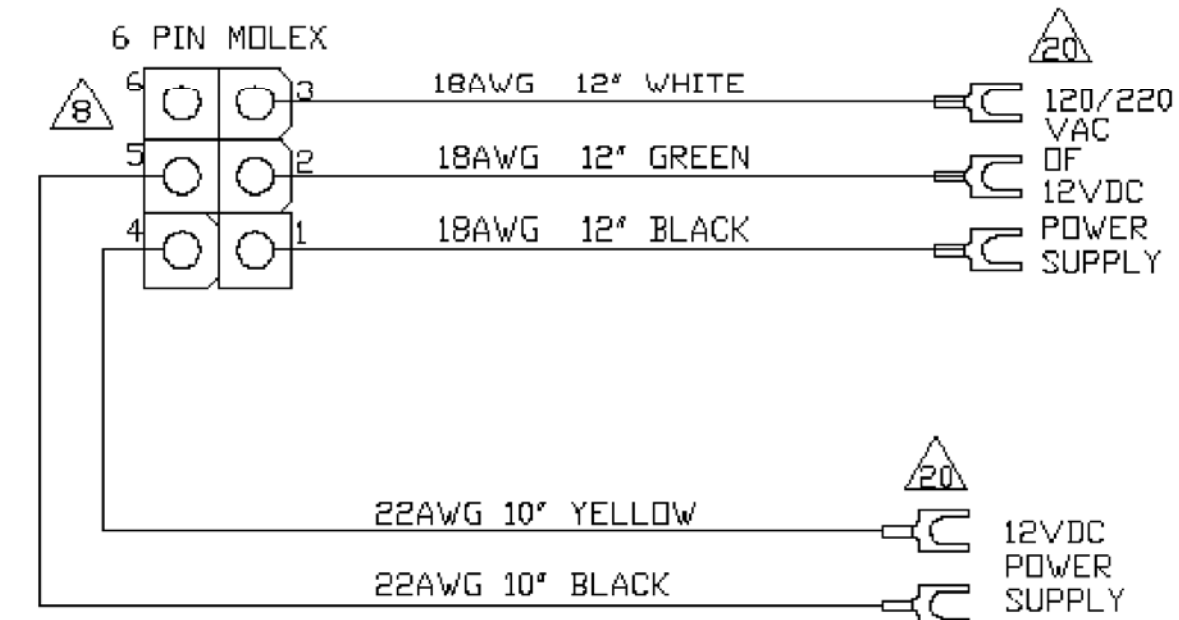 6 PIN MOLEX
20
6
3
18AWG 12" WHITE
8
120/220
VAC
5
2
18AWG 12" GREEN
OF
12VDC
4
1
18AWG 12" BLACK
POWER
SUPPLY
20
22AWG 10" YELLOW
12VDC
POWER
22AWG 10" BLACK
SUPPLY